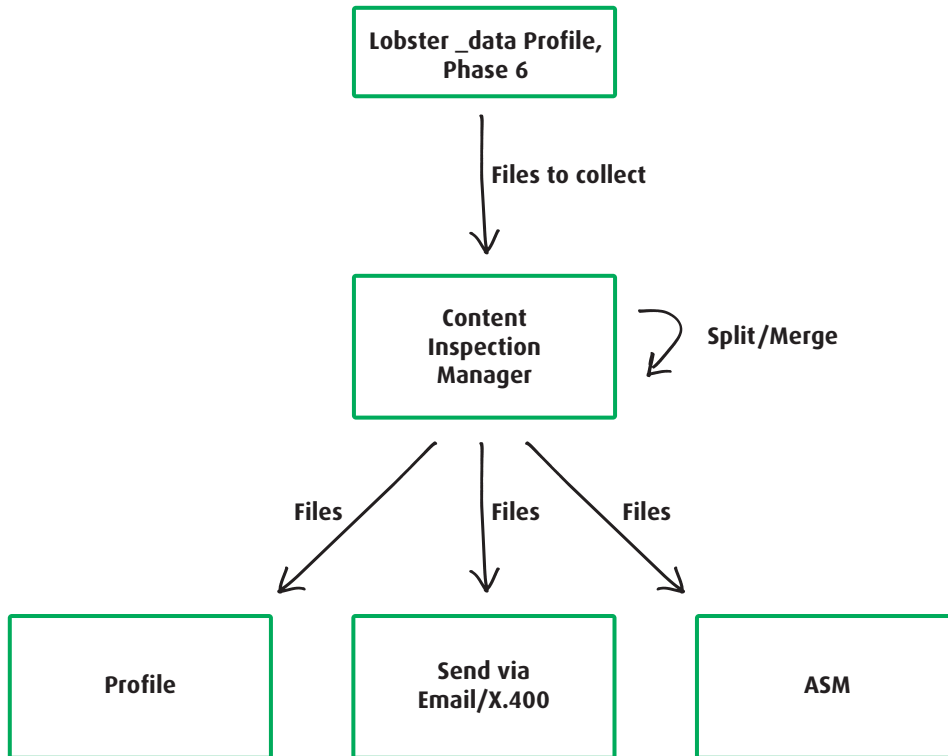 Lobster _data Profile,
Phase 6
Files to collect
Content
Inspection
Manager
Split/Merge
Files
Files
Files
Profile
Send via
Email/X.400
ASM